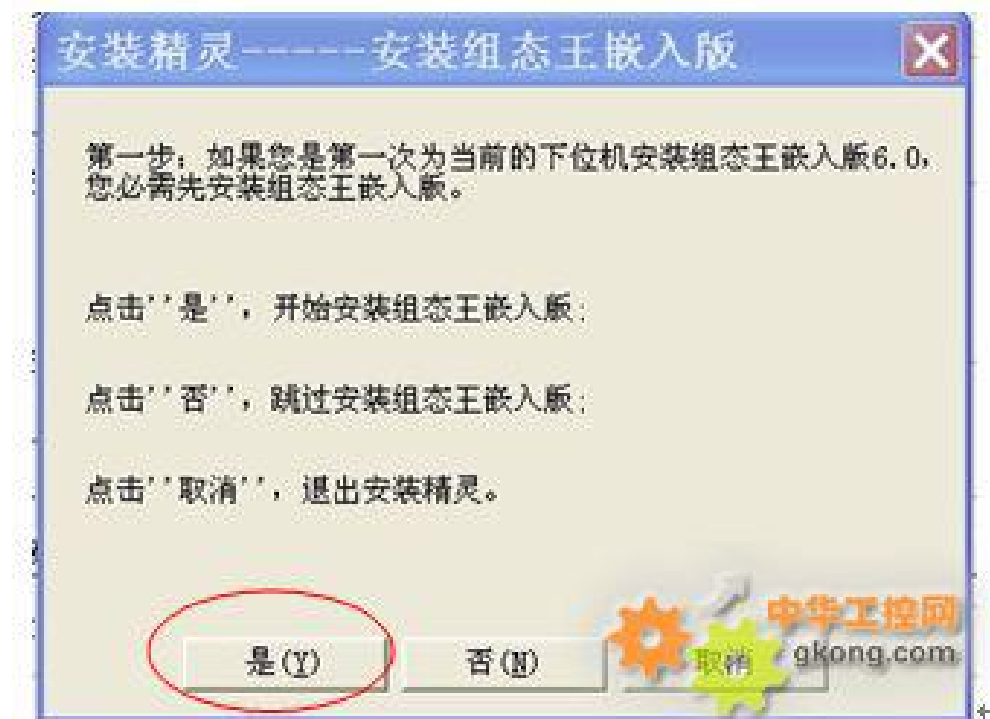 安装精灵-----安装组态王嵌入版
第一步：如果您是第一次为当前的下位机安装组态王嵌入版6.0，
您必需先安装组态王嵌入版。
点击''是''，开始安装组态王嵌入版;
点击''否''，跳过安装组态王嵌入版;
点击''取消''，退出安装精灵。
是(Y) 否(N) 取消
中华工控网
gkong.com